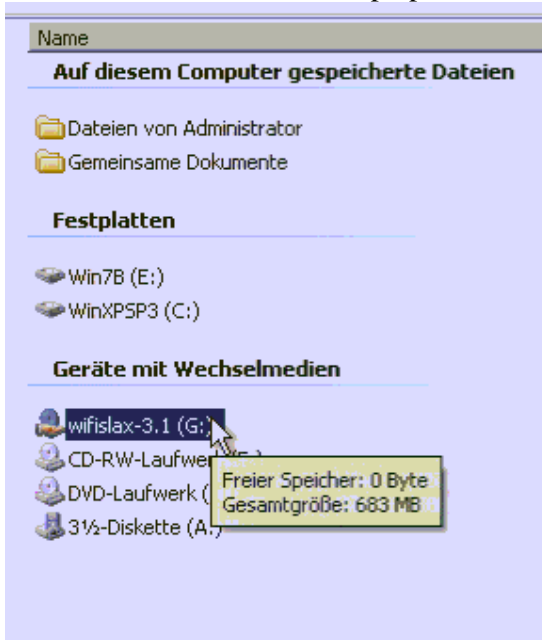 Name
Auf diesem Computer gespeicherte Dateien
Dateien von Administrator
Gemeinsame Dokumente
Festplatten
Win7B (E:)
WinXPSP3 (C:)
Geräte mit Wechselmedien
wifislax-3.1 (G:)
CD-RW-Laufwerk
DVD-Laufwerk (
3½-Diskette (A:)
Freier Speicher: 0 Byte
Gesamtgröße: 683 MB